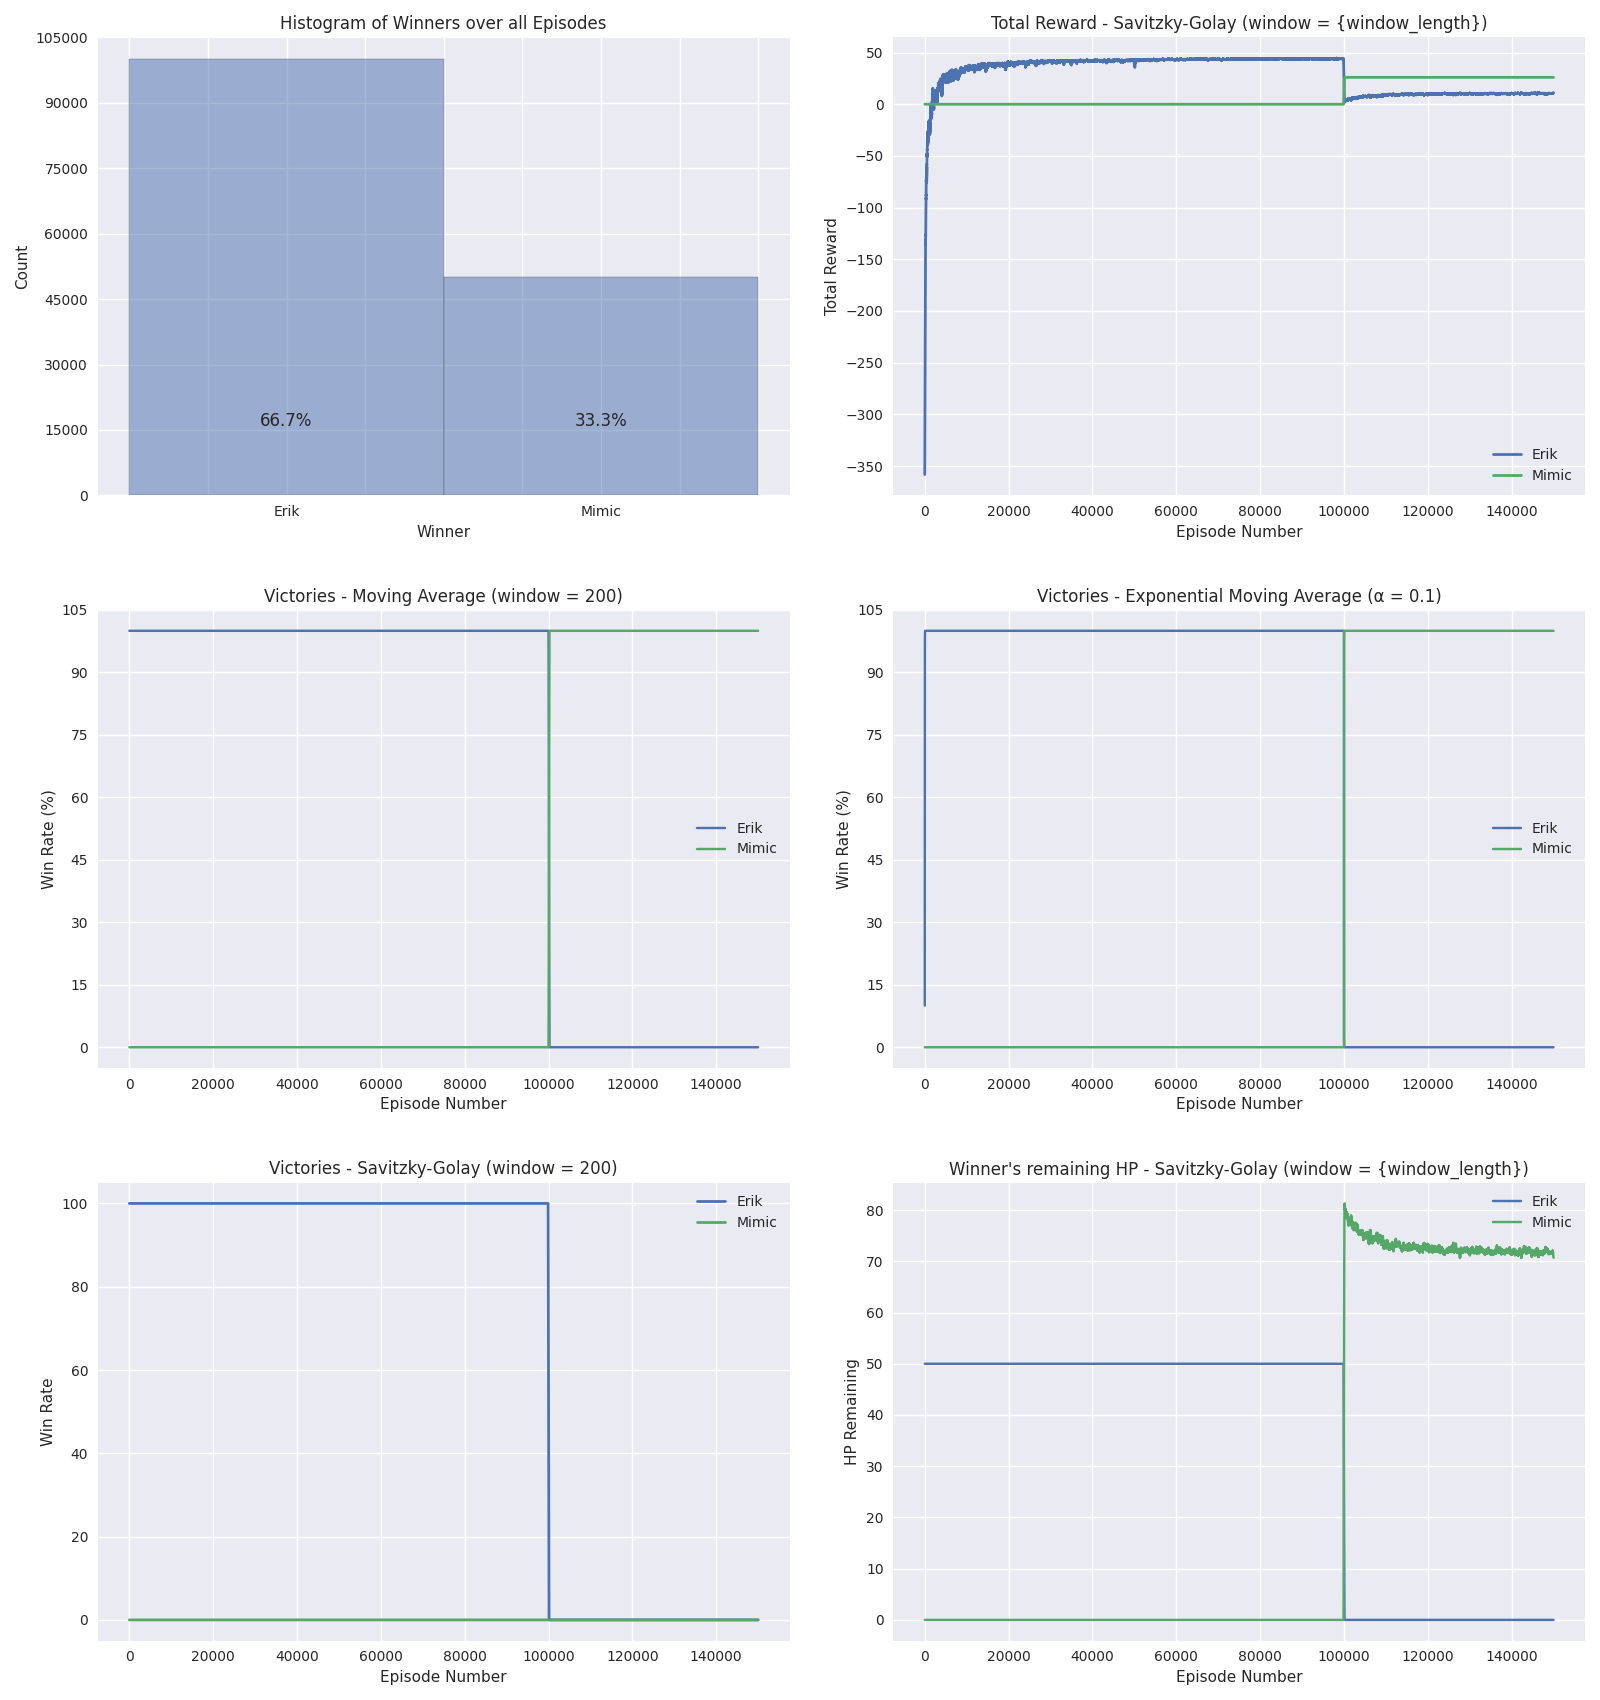 Histogram of Winners over all Episodes
105000
90000
75000
60000
45000
30000
15000
0
Count
66.7%
33.3%
Erik
Mimic
Winner
Total Reward - Savitzky-Golay (window = {window_length})
50
0
−50
−100
−150
−200
−250
−300
−350
Total Reward
Erik
Mimic
0 20000 40000 60000 80000 100000 120000 140000
Episode Number
Victories - Moving Average (window = 200)
105
90
75
60
45
30
15
0
Win Rate (%)
Erik
Mimic
0 20000 40000 60000 80000 100000 120000 140000
Episode Number
Victories - Exponential Moving Average (α = 0.1)
105
90
75
60
45
30
15
0
Win Rate (%)
Erik
Mimic
0 20000 40000 60000 80000 100000 120000 140000
Episode Number
Victories - Savitzky-Golay (window = 200)
100
80
60
40
20
0
Win Rate
Erik
Mimic
0 20000 40000 60000 80000 100000 120000 140000
Episode Number
Winner's remaining HP - Savitzky-Golay (window = {window_length})
80
70
60
50
40
30
20
10
0
HP Remaining
Erik
Mimic
0 20000 40000 60000 80000 100000 120000 140000
Episode Number